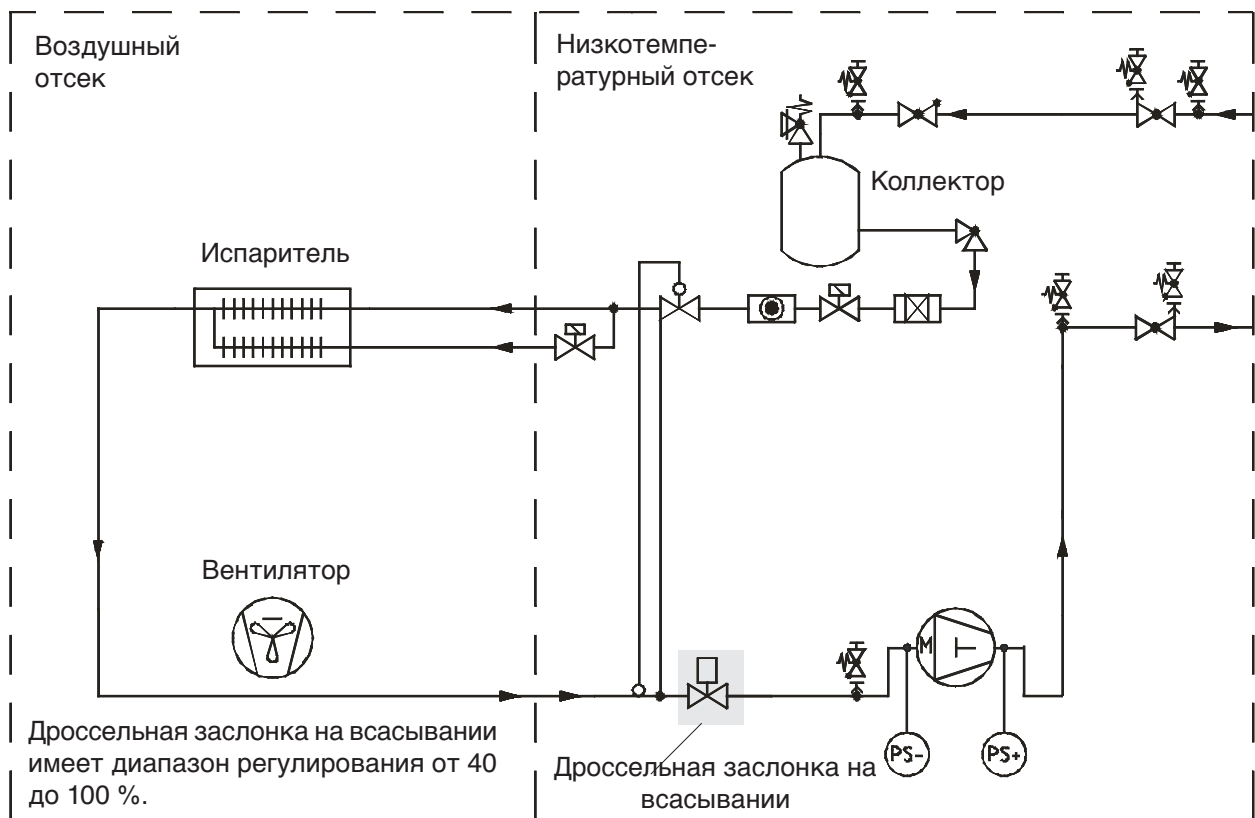 Воздушный
отсек
Низкотемпе-
ратурный отсек
Коллектор
Испаритель
Вентилятор
M
PS-
PS+
Дроссельная заслонка на всасывании
имеет диапазон регулирования от 40
до 100 %.
Дроссельная заслонка на
всасывании